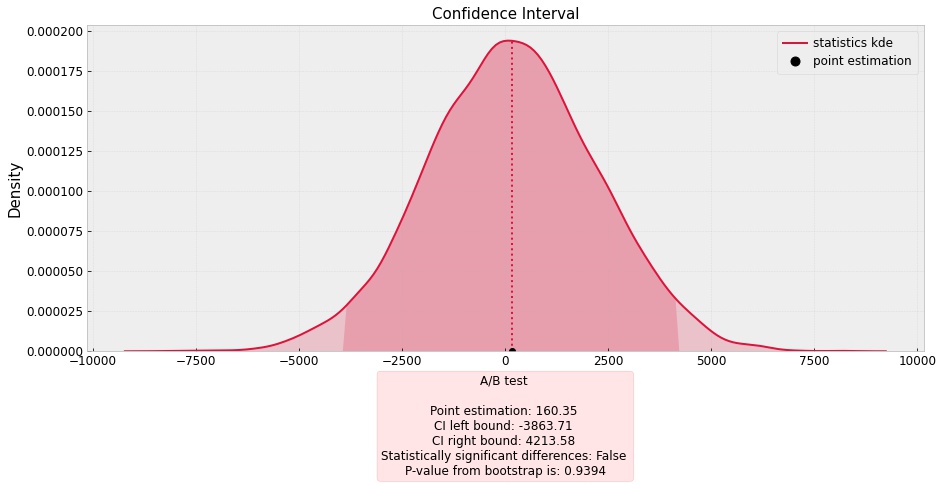 Confidence Interval
statistics kde
point estimation
Density
0.000200
0.000175
0.000150
0.000125
0.000100
0.000075
0.000050
0.000025
0.000000
−10000 −7500 −5000 −2500 0 2500 5000 7500 10000
A/B test
Point estimation: 160.35
CI left bound: -3863.71
CI right bound: 4213.58
Statistically significant differences: False
P-value from bootstrap is: 0.9394